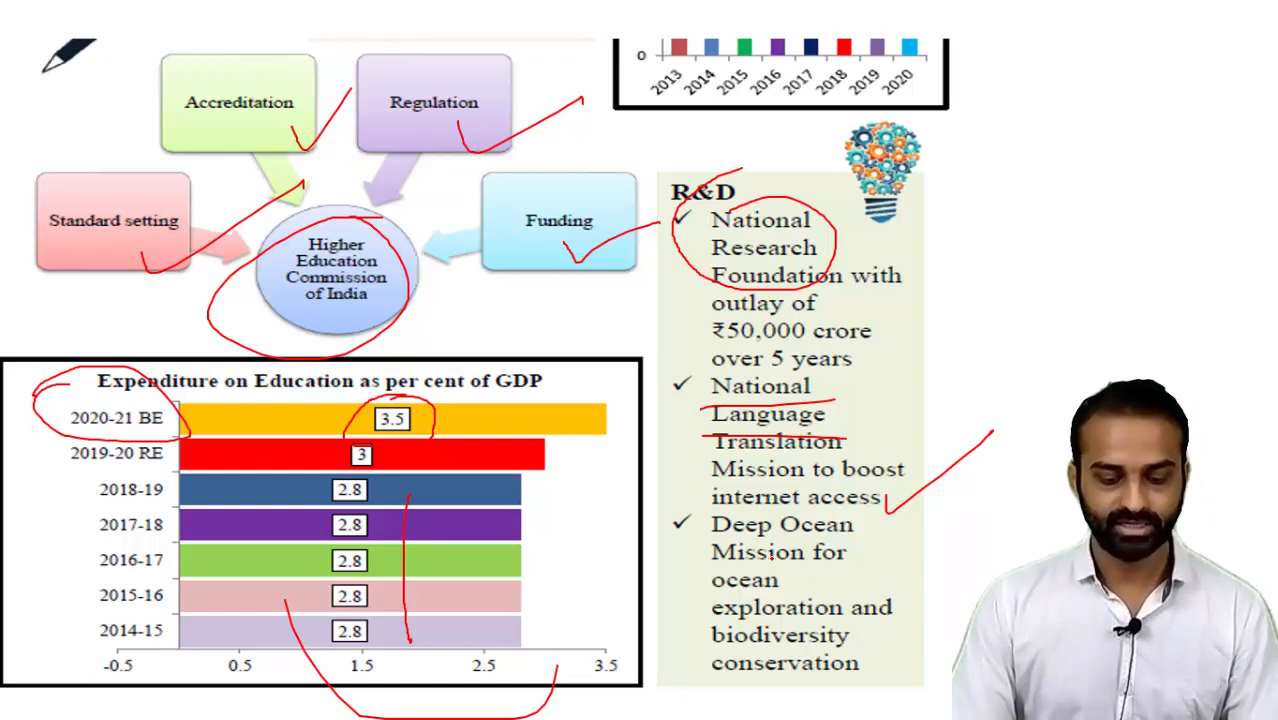 Accreditation
Regulation
Standard setting
Funding
Higher
Education
Commission
of India
0
2013
2014
2015
2016
2017
2018
2019
2020
R&D
✓ National
Research
Foundation with
outlay of
₹50,000 crore
over 5 years
✓ National
Language
Translation
Mission to boost
internet access
✓ Deep Ocean
Mission for
ocean
exploration and
biodiversity
conservation
Expenditure on Education as per cent of GDP
2020-21 BE 3.5
2019-20 RE 3
2018-19 2.8
2017-18 2.8
2016-17 2.8
2015-16 2.8
2014-15 2.8
-0.5 0.5 1.5 2.5 3.5